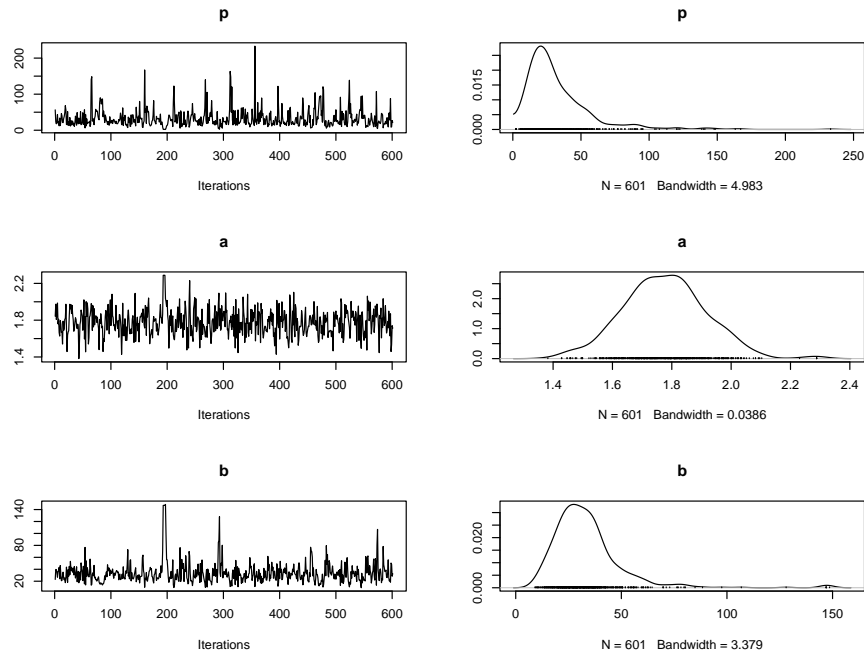 p
0 50 100 200
0 100 200 300 400 500 600
Iterations
p
0.000 0.015
0 50 100 150 200 250
N = 601 Bandwidth = 4.983
a
1.4 1.8 2.2
0 100 200 300 400 500 600
Iterations
a
0.0 1.0 2.0
1.4 1.6 1.8 2.0 2.2 2.4
N = 601 Bandwidth = 0.0386
b
20 40 80 140
0 100 200 300 400 500 600
Iterations
b
0.000 0.020
0 50 100 150
N = 601 Bandwidth = 3.379